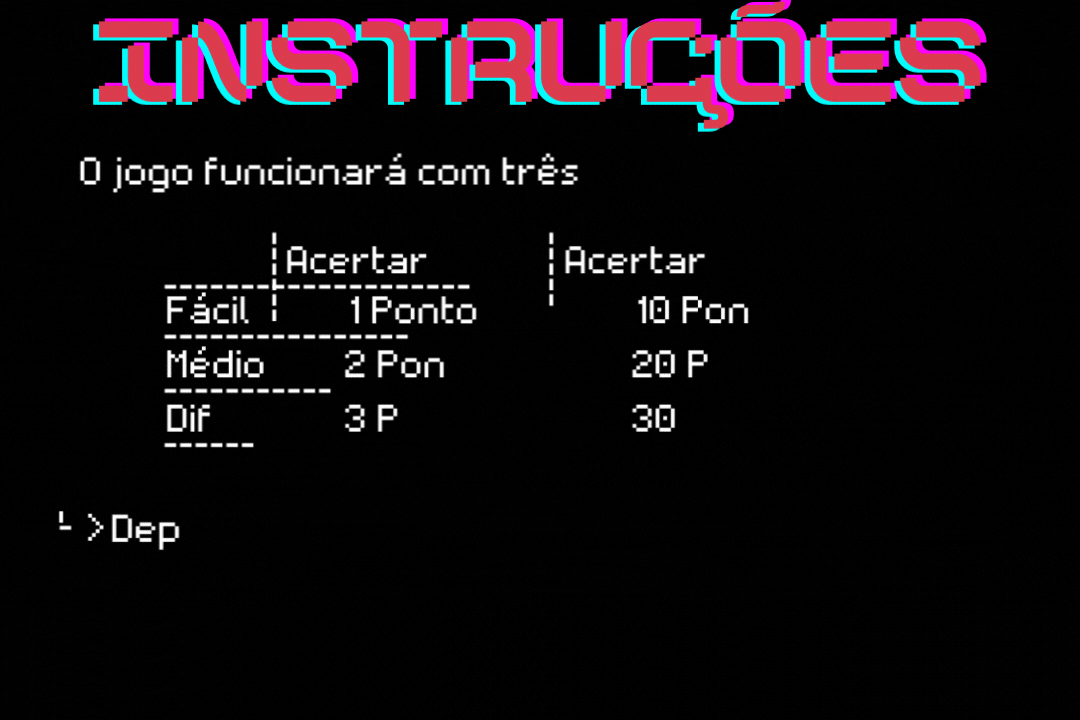 INSTRUÇÕES
O jogo funcionará com três
Acertar Acertar
Fácil 1 Ponto 10 Pon
Médio 2 Pon 20 P
Dif 3 P 30
>Dep